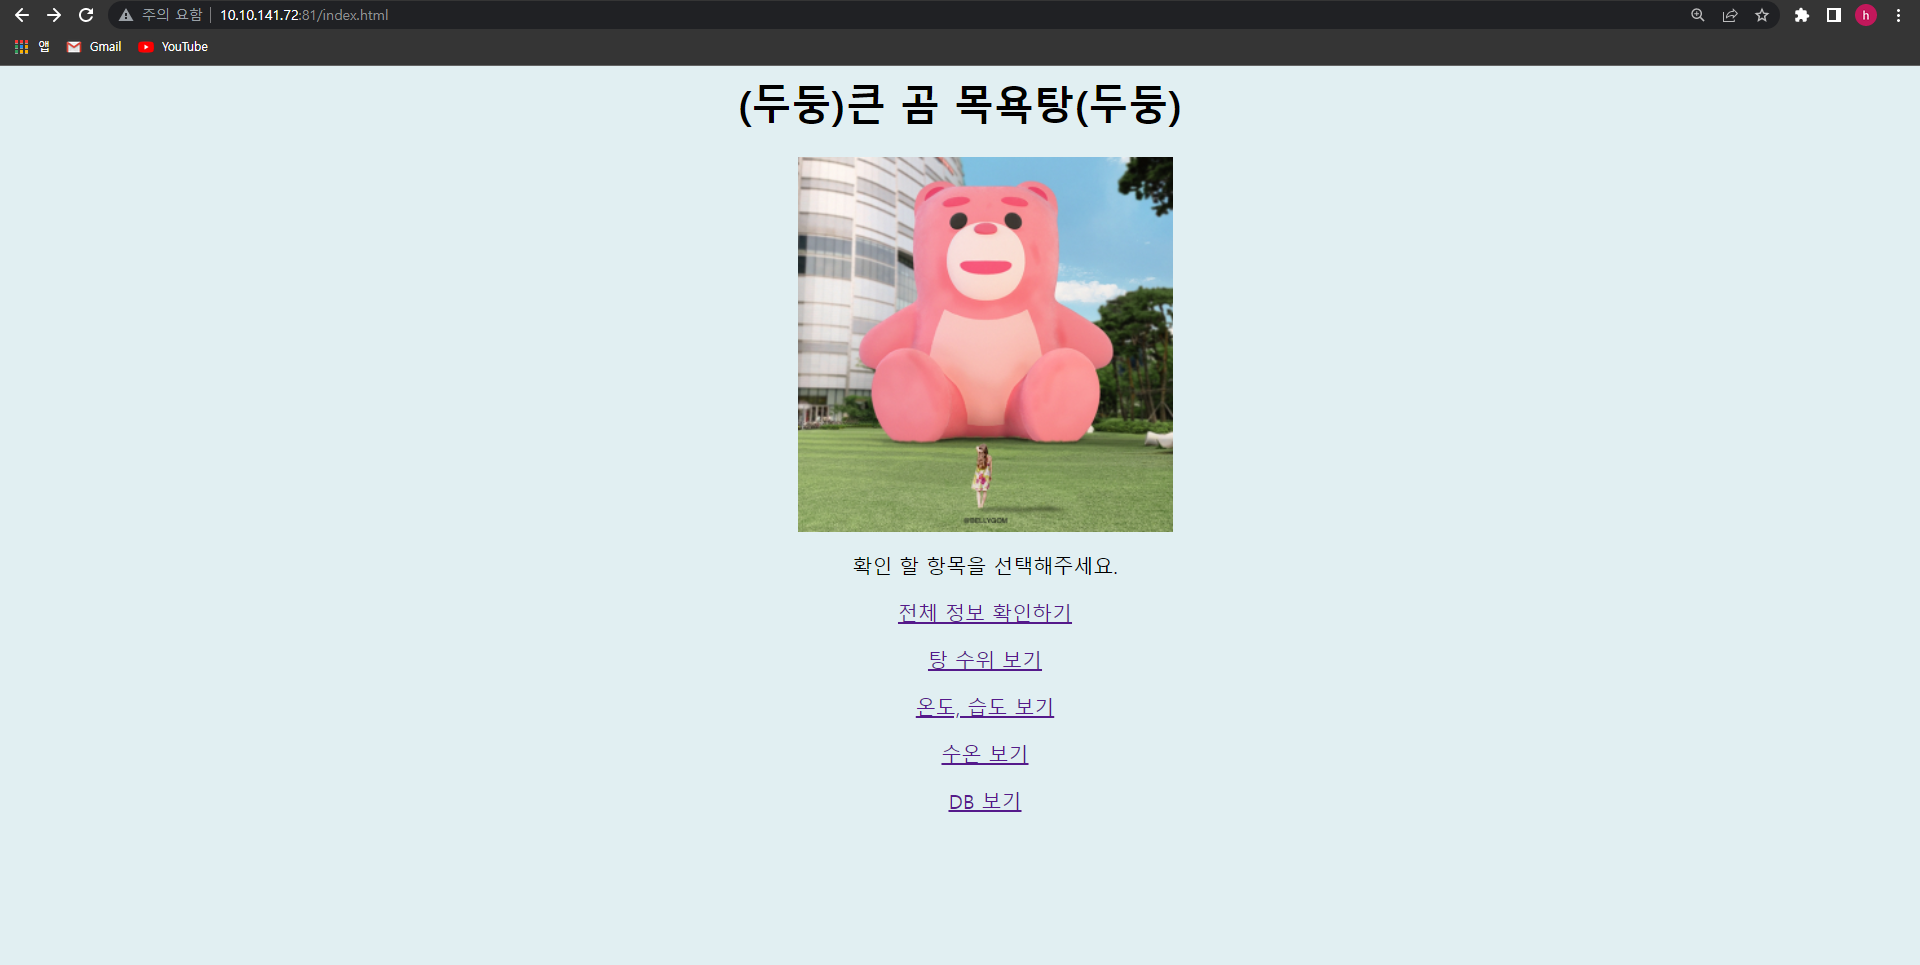 주의 요함 10.10.141.72:81/index.html
h
앱 Gmail YouTube
(두둥)큰 곰 목욕탕(두둥)
@BELLYGOM
확인 할 항목을 선택해주세요.
전체 정보 확인하기
탕 수위 보기
온도, 습도 보기
수온 보기
DB 보기